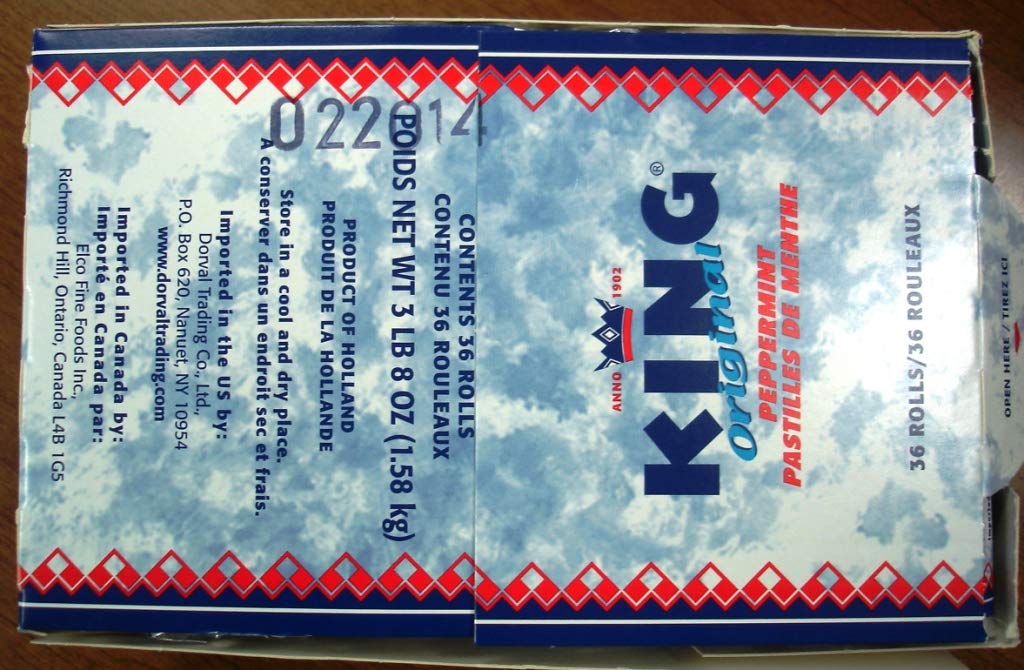 ANNO 1902
KING®
Original
PEPPERMINT
PASTILLES DE MENTHE
36 ROLLS/36 ROULEAUX
OPEN HERE / TIREZ ICI
CONTENTS 36 ROLLS
CONTENU 36 ROULEAUX
POIDS NET WT 3 LB 8 OZ (1.58 kg)
PRODUCT OF HOLLAND
PRODUIT DE LA HOLLANDE
Store in a cool and dry place.
A conserver dans un endroit sec et frais.
Imported in the US by:
Dorval Trading Co., Ltd.,
P.O. Box 620, Nanuet, NY 10954
www.dorvaltrading.com
Imported in Canada by:
Importé en Canada par:
Elco Fine Foods Inc.,
Richmond Hill, Ontario, Canada L4B 1G5
022014